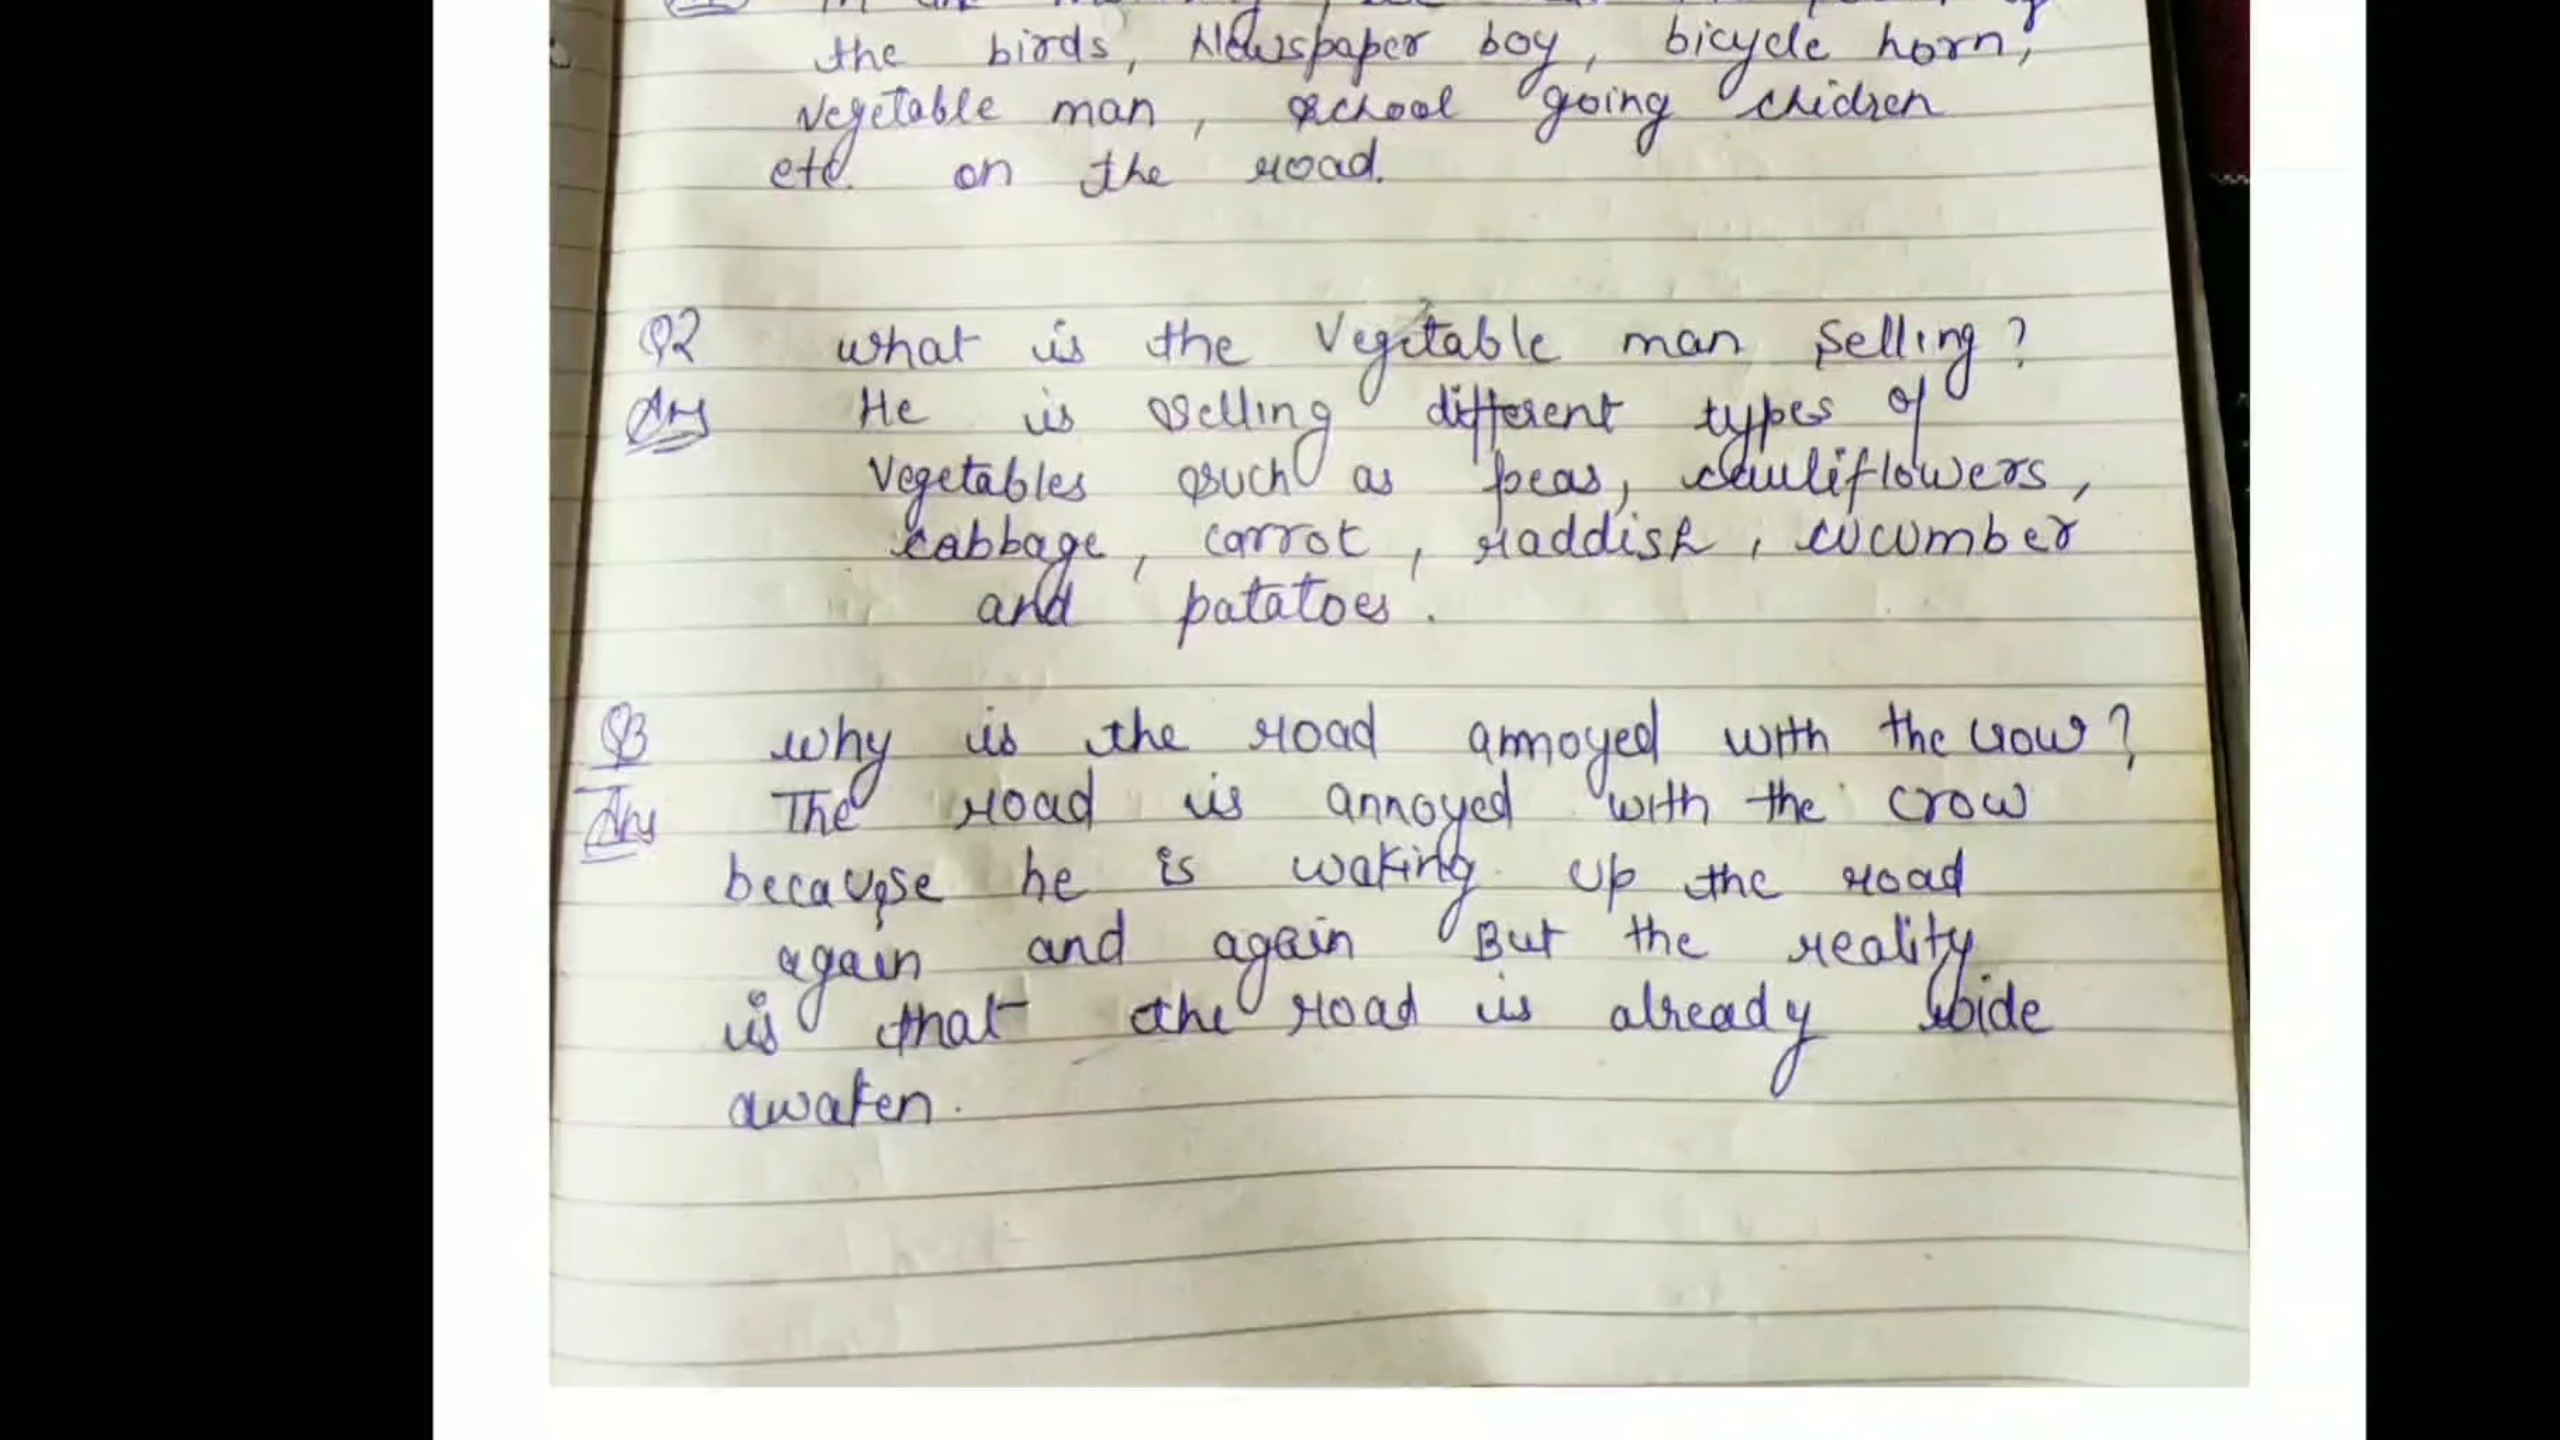 the birds, Newspaper boy, bicycle horn,
Vegetable man, school going chidren
etc. on the road.
Q2 what is the Vegetable man Selling?
Ans He is selling different types of
Vegetables such as peas, cauliflowers,
cabbage, carrot, raddish, cucumber
and patatoes.
Q3 why is the road annoyed with the crow?
Ans The road is annoyed with the crow
because he is waking up the road
again and again But the reality
is that the road is already wide
awaken.